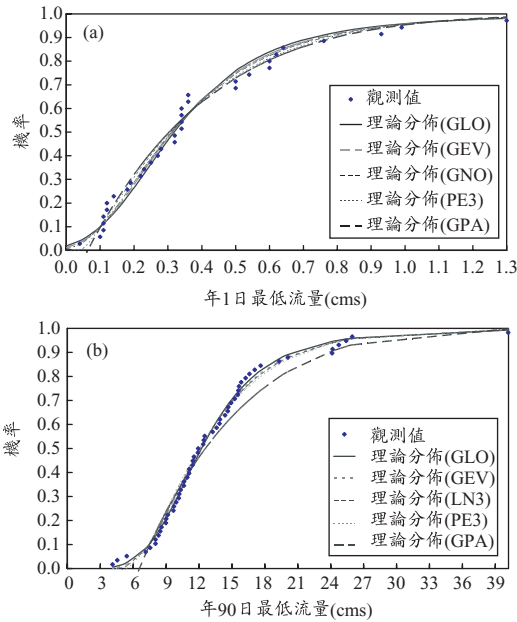 (a)
機率
1.0
0.9
0.8
0.7
0.6
0.5
0.4
0.3
0.2
0.1
0.0
觀測值
理論分佈(GLO)
理論分佈(GEV)
理論分佈(GNO)
理論分佈(PE3)
理論分佈(GPA)
0.0 0.1 0.2 0.3 0.4 0.5 0.6 0.7 0.8 0.9 1.0 1.1 1.2 1.3
年1日最低流量(cms)
(b)
機率
1.0
0.9
0.8
0.7
0.6
0.5
0.4
0.3
0.2
0.1
0.0
觀測值
理論分佈(GLO)
理論分佈(GEV)
理論分佈(LN3)
理論分佈(PE3)
理論分佈(GPA)
0 3 6 9 12 15 18 21 24 27 30 33 36 39
年90日最低流量(cms)